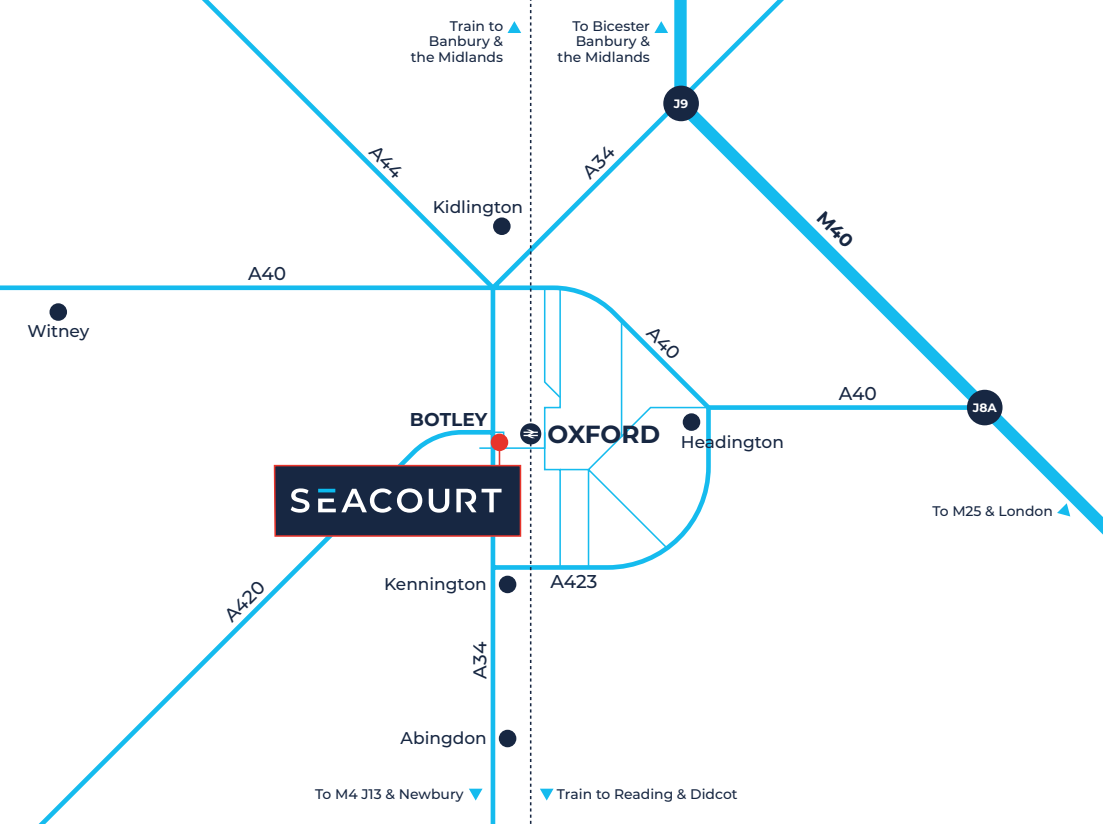 Train to
Banbury &
the Midlands
To Bicester
Banbury &
the Midlands
J9
A44
A34
Kidlington
M40
A40
Witney
A40
A40
J8A
BOTLEY
OXFORD
Headington
SEACOURT
To M25 & London
Kennington
A423
A420
A34
Abingdon
To M4 J13 & Newbury
Train to Reading & Didcot